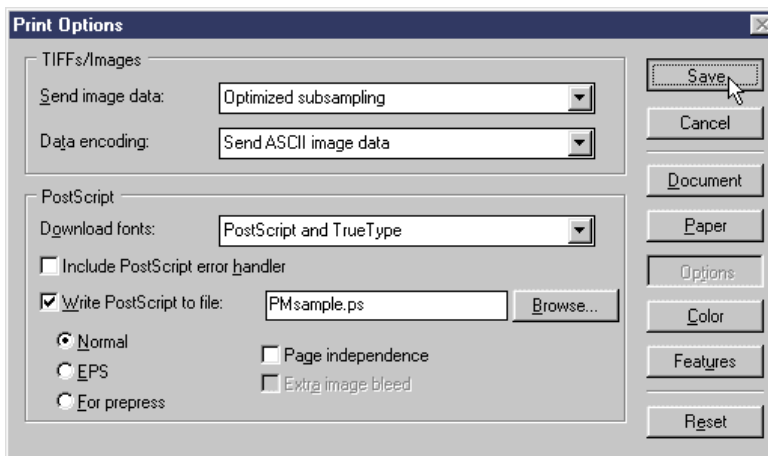 Print Options
TIFFs/Images
Send image data: Optimized subsampling
Data encoding: Send ASCII image data
PostScript
Download fonts: PostScript and TrueType
Include PostScript error handler
Write PostScript to file: PMsample.ps Browse...
Normal
EPS
For prepress
Page independence
Extra image bleed
Save
Cancel
Document
Paper
Options
Color
Features
Reset